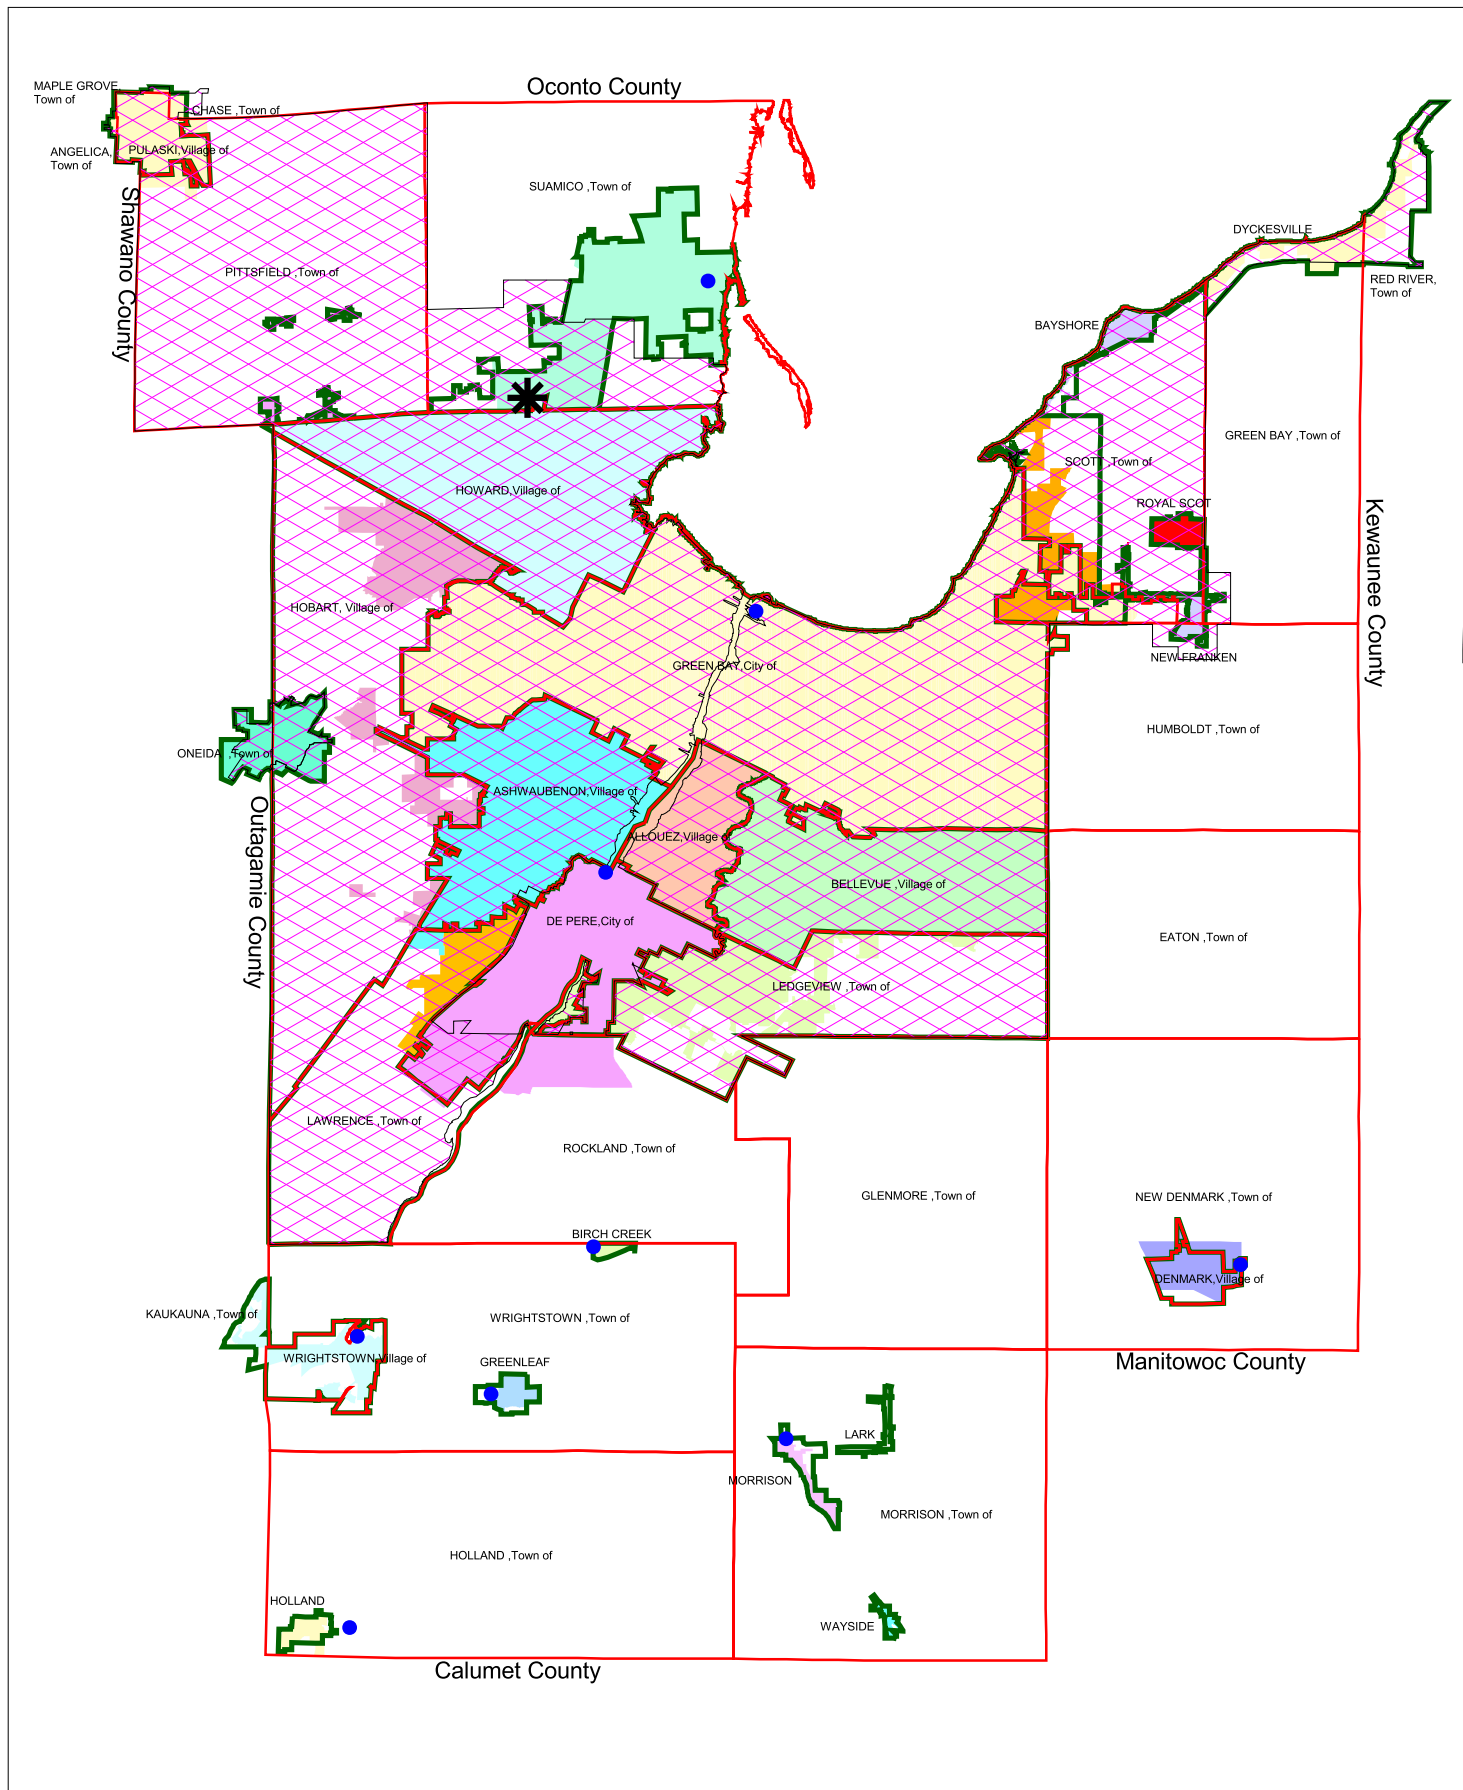 Oconto County
MAPLE GROVE,
Town of
CHASE ,Town of
PULASKI,Village of
ANGELICA,
Town of
SUAMICO ,Town of
Shawano County
DYCKESVILLE
PITTSFIELD ,Town of
RED RIVER,
Town of
BAYSHORE
GREEN BAY ,Town of
SCOTT ,Town of
HOWARD,Village of
ROYAL SCOT
Kewaunee County
HOBART, Village of
NEW FRANKEN
GREEN BAY,City of
HUMBOLDT ,Town of
ONEIDA ,Town of
ASHWAUBENON,Village of
Outagamie County
ALLOUEZ,Village of
BELLEVUE ,Village of
DE PERE,City of
EATON ,Town of
LEDGEVIEW ,Town of
LAWRENCE ,Town of
ROCKLAND ,Town of
GLENMORE ,Town of
NEW DENMARK ,Town of
BIRCH CREEK
DENMARK,Village of
KAUKAUNA ,Town of
WRIGHTSTOWN ,Town of
WRIGHTSTOWN,Village of
GREENLEAF
Manitowoc County
LARK
MORRISON
MORRISON ,Town of
HOLLAND ,Town of
HOLLAND
WAYSIDE
Calumet County